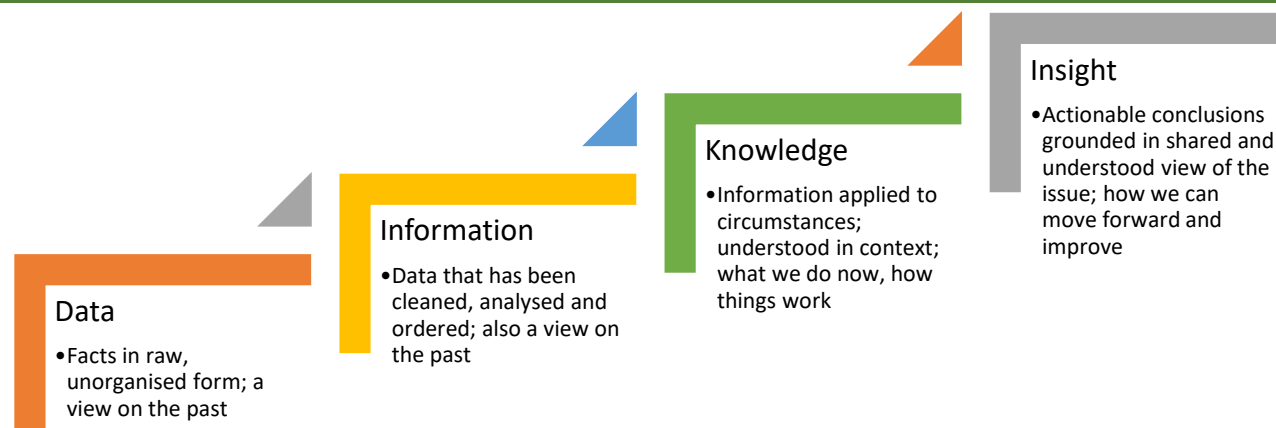 Data
•Facts in raw,
unorganised form; a
view on the past
Information
•Data that has been
cleaned, analysed and
ordered; also a view on
the past
Knowledge
•Information applied to
circumstances;
understood in context;
what we do now, how
things work
Insight
•Actionable conclusions
grounded in shared and
understood view of the
issue; how we can
move forward and
improve